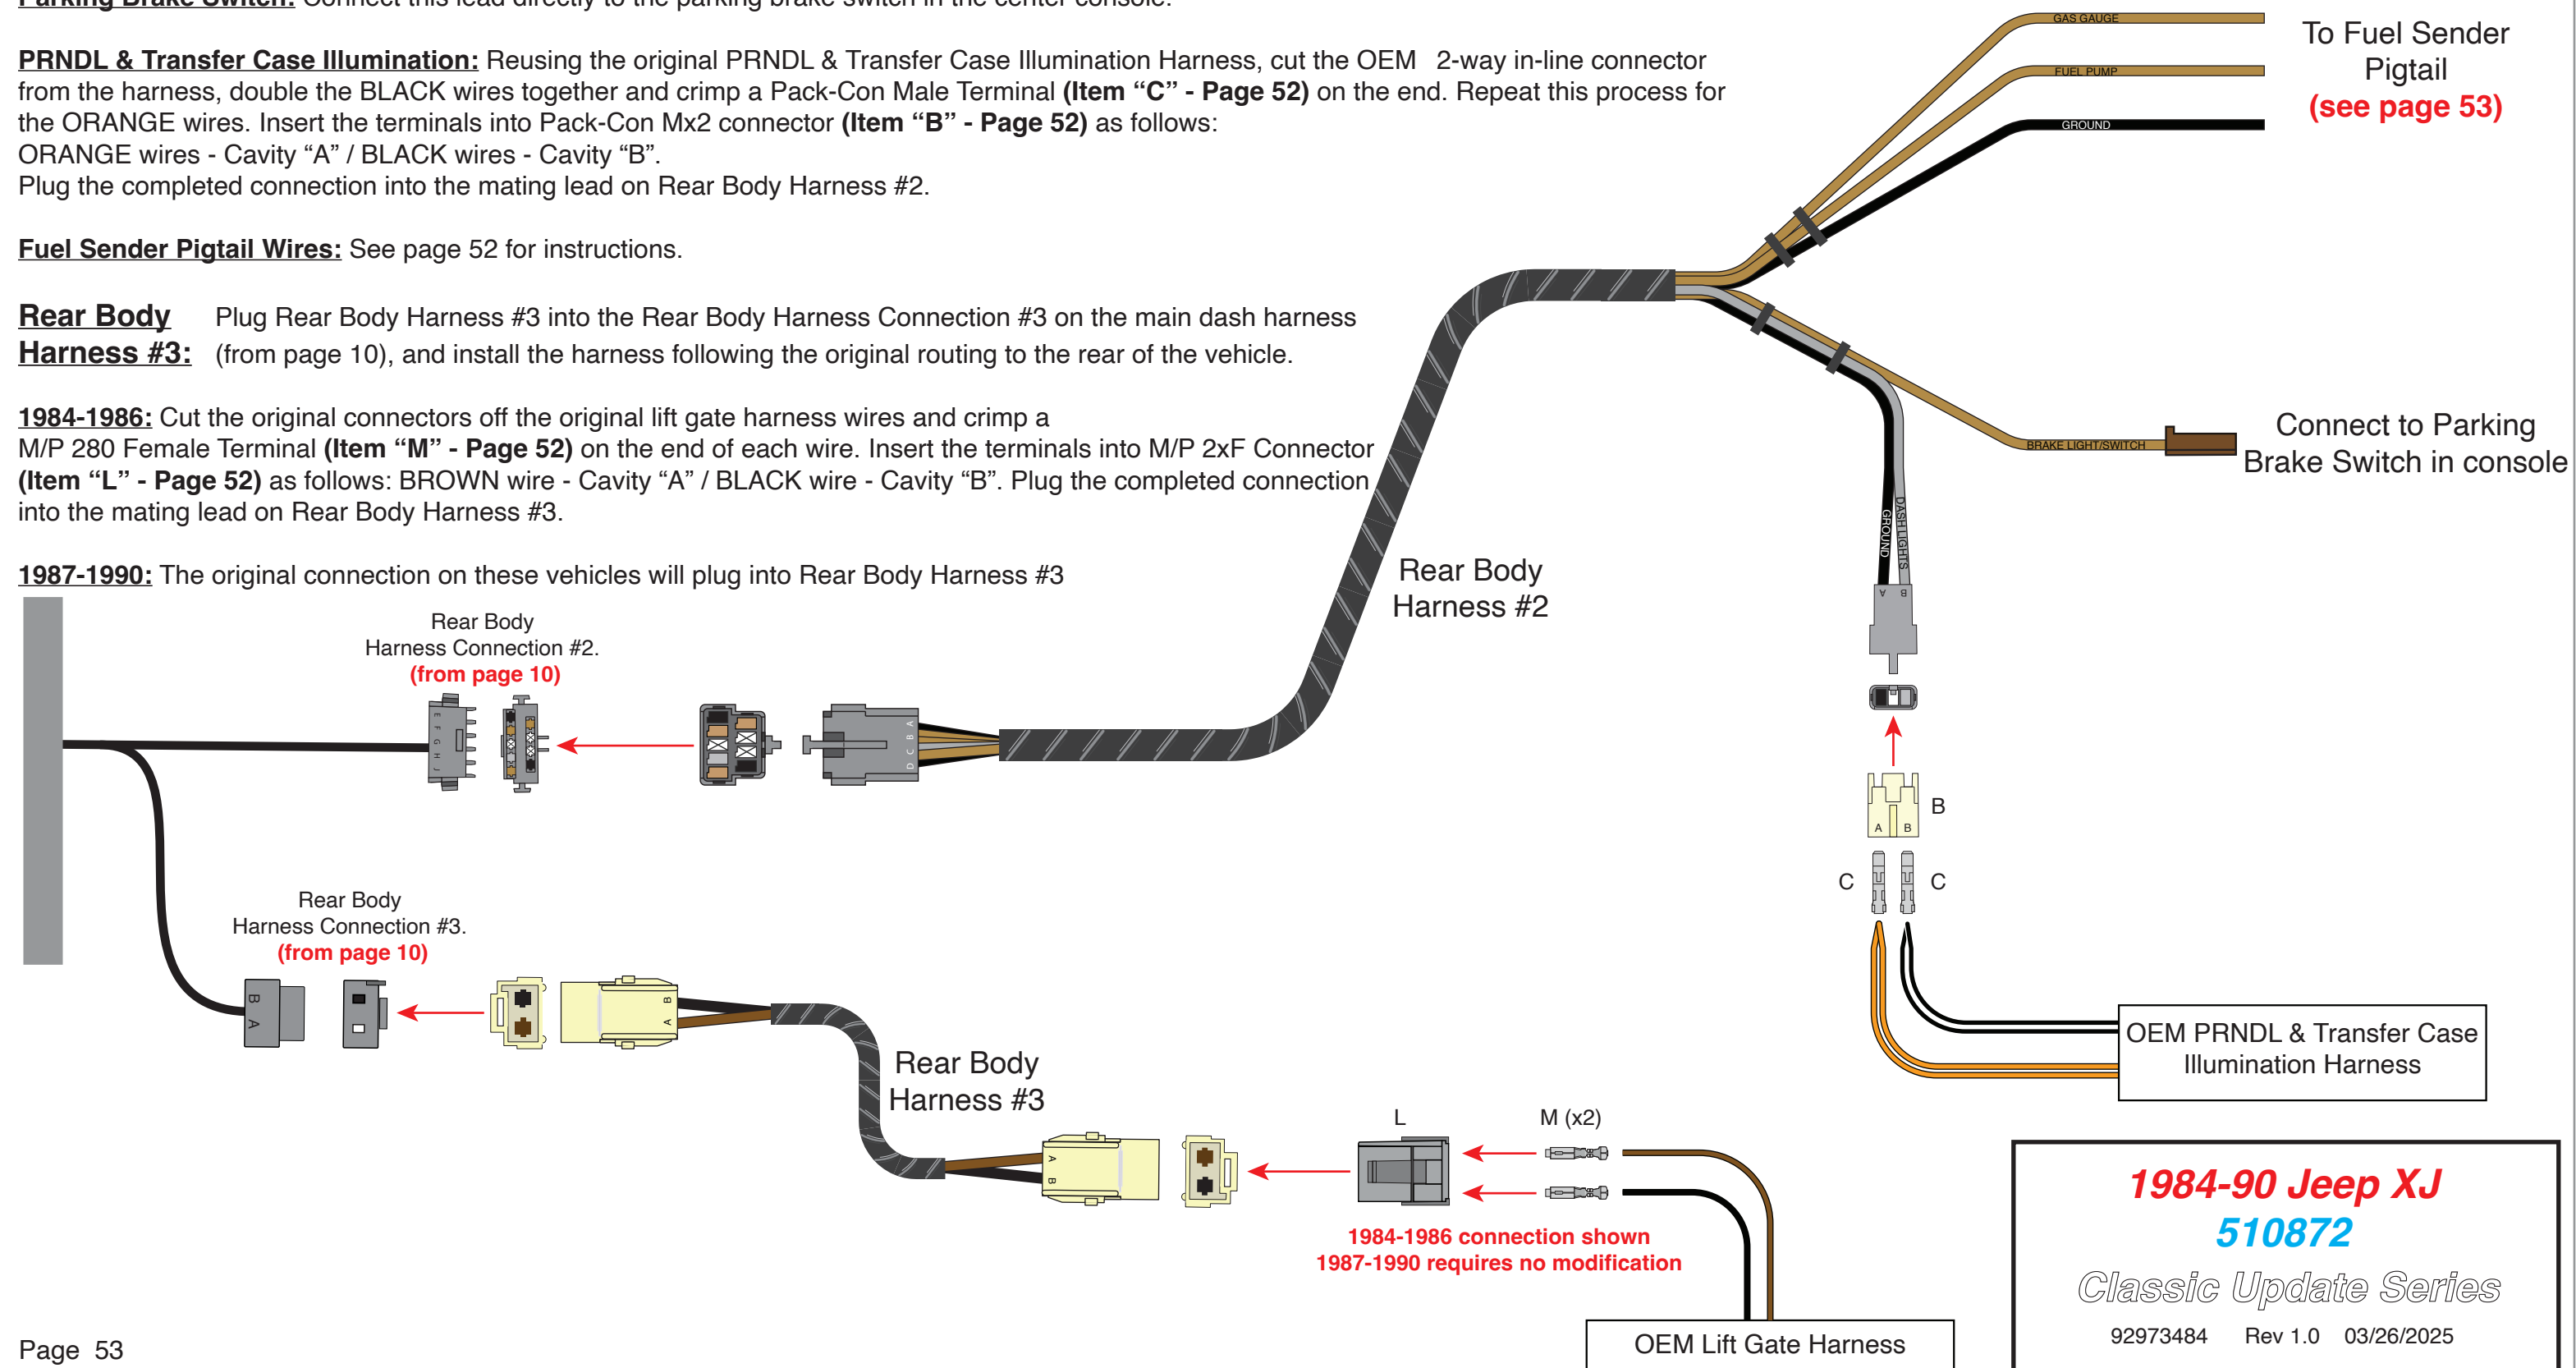 Parking Brake Switch: Connect this lead directly to the parking brake switch in the center console.
PRNDL & Transfer Case Illumination: Reusing the original PRNDL & Transfer Case Illumination Harness, cut the OEM 2-way in-line connector
from the harness, double the BLACK wires together and crimp a Pack-Con Male Terminal (Item “C” - Page 52) on the end. Repeat this process for
the ORANGE wires. Insert the terminals into Pack-Con Mx2 connector (Item “B” - Page 52) as follows:
ORANGE wires - Cavity “A” / BLACK wires - Cavity “B”.
Plug the completed connection into the mating lead on Rear Body Harness #2.
Fuel Sender Pigtail Wires: See page 52 for instructions.
Rear Body Harness #3:
Plug Rear Body Harness #3 into the Rear Body Harness Connection #3 on the main dash harness
(from page 10), and install the harness following the original routing to the rear of the vehicle.
1984-1986: Cut the original connectors off the original lift gate harness wires and crimp a
M/P 280 Female Terminal (Item “M” - Page 52) on the end of each wire. Insert the terminals into M/P 2xF Connector
(Item “L” - Page 52) as follows: BROWN wire - Cavity “A” / BLACK wire - Cavity “B”. Plug the completed connection
into the mating lead on Rear Body Harness #3.
1987-1990: The original connection on these vehicles will plug into Rear Body Harness #3
GAS GAUGE
FUEL PUMP
GROUND
To Fuel Sender
Pigtail
(see page 53)
BRAKE LIGHT/SWITCH
Connect to Parking
Brake Switch in console
GROUND
DASH LIGHTS
A B
Rear Body
Harness #2
Rear Body
Harness Connection #2.
(from page 10)
E F G H J
D C B A
A B
B
C
C
OEM PRNDL & Transfer Case
Illumination Harness
Rear Body
Harness Connection #3.
(from page 10)
B A
B
A
Rear Body
Harness #3
A
B
L
M (x2)
1984-1986 connection shown
1987-1990 requires no modification
OEM Lift Gate Harness
1984-90 Jeep XJ
510872
Classic Update Series
92973484 Rev 1.0 03/26/2025
Page 53